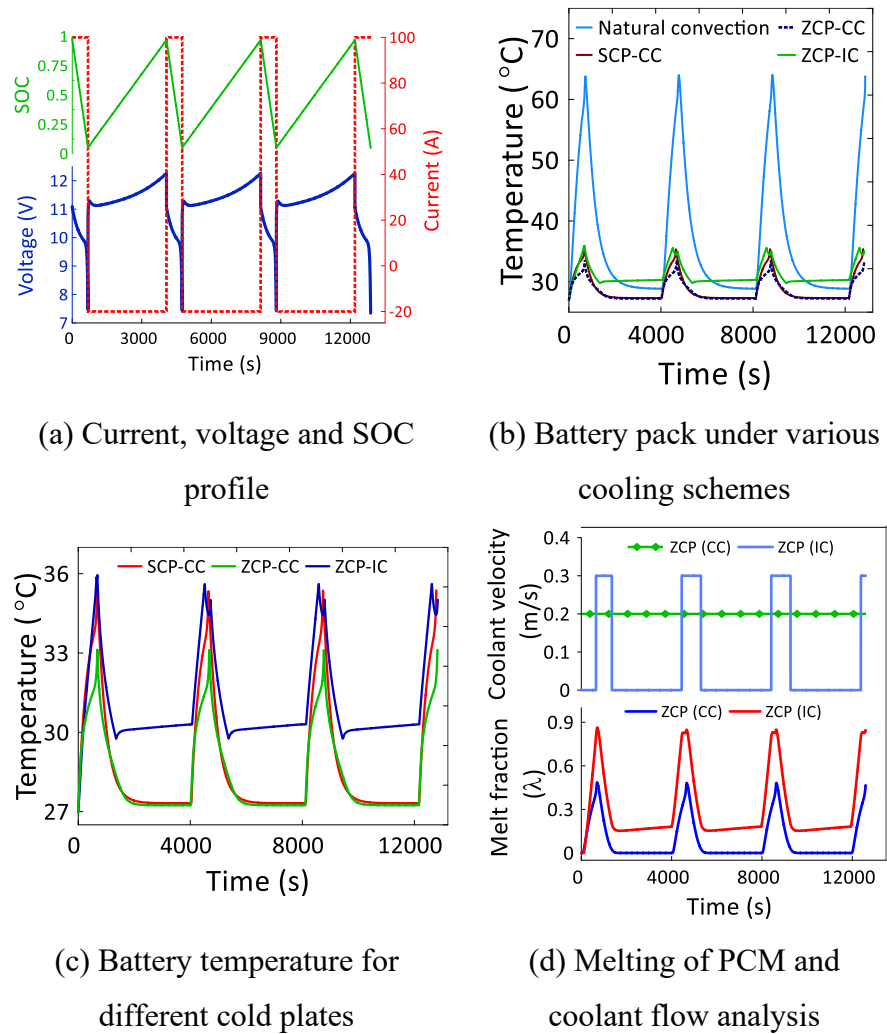 1
0.75
0.5
0.25
0
SOC
12
11
10
9
8
7
Voltage (V)
100
80
60
40
20
0
-20
Current (A)
0 3000 6000 9000 12000
Time (s)
(a) Current, voltage and SOC
profile
Natural convection ZCP-CC
SCP-CC ZCP-IC
70
60
50
40
30
Temperature ( °C)
0 4000 8000 12000
Time (s)
(b) Battery pack under various
cooling schemes
SCP-CC ZCP-CC ZCP-IC
36
33
30
27
Temperature ( °C)
0 4000 8000 12000
Time (s)
(c) Battery temperature for
different cold plates
ZCP (CC) ZCP (IC)
0.4
0.3
0.2
0.1
0
Coolant velocity
(m/s)
ZCP (CC) ZCP (IC)
0.9
0.6
0.3
0
Melt fraction
(λ)
0 4000 8000 12000
Time (s)
(d) Melting of PCM and
coolant flow analysis